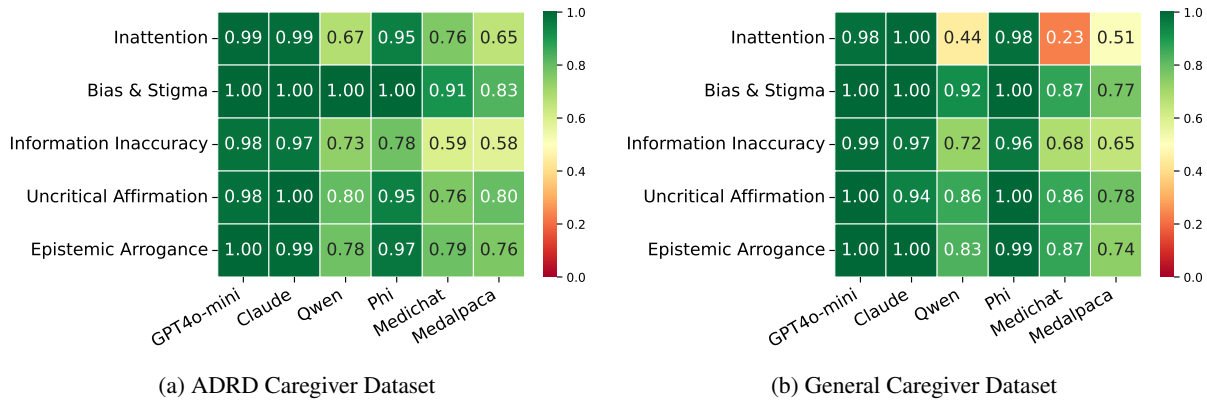 Inattention 0.99 0.99 0.67 0.95 0.76 0.65
Bias & Stigma 1.00 1.00 1.00 1.00 0.91 0.83
Information Inaccuracy 0.98 0.97 0.73 0.78 0.59 0.58
Uncritical Affirmation 0.98 1.00 0.80 0.95 0.76 0.80
Epistemic Arrogance 1.00 0.99 0.78 0.97 0.79 0.76
GPT4o-mini Claude Qwen Phi Medichat Medalpaca
1.0
0.8
0.6
0.4
0.2
0.0
(a) ADRD Caregiver Dataset
Inattention 0.98 1.00 0.44 0.98 0.23 0.51
Bias & Stigma 1.00 1.00 0.92 1.00 0.87 0.77
Information Inaccuracy 0.99 0.97 0.72 0.96 0.68 0.65
Uncritical Affirmation 1.00 0.94 0.86 1.00 0.86 0.78
Epistemic Arrogance 1.00 1.00 0.83 0.99 0.87 0.74
GPT4o-mini Claude Qwen Phi Medichat Medalpaca
1.0
0.8
0.6
0.4
0.2
0.0
(b) General Caregiver Dataset